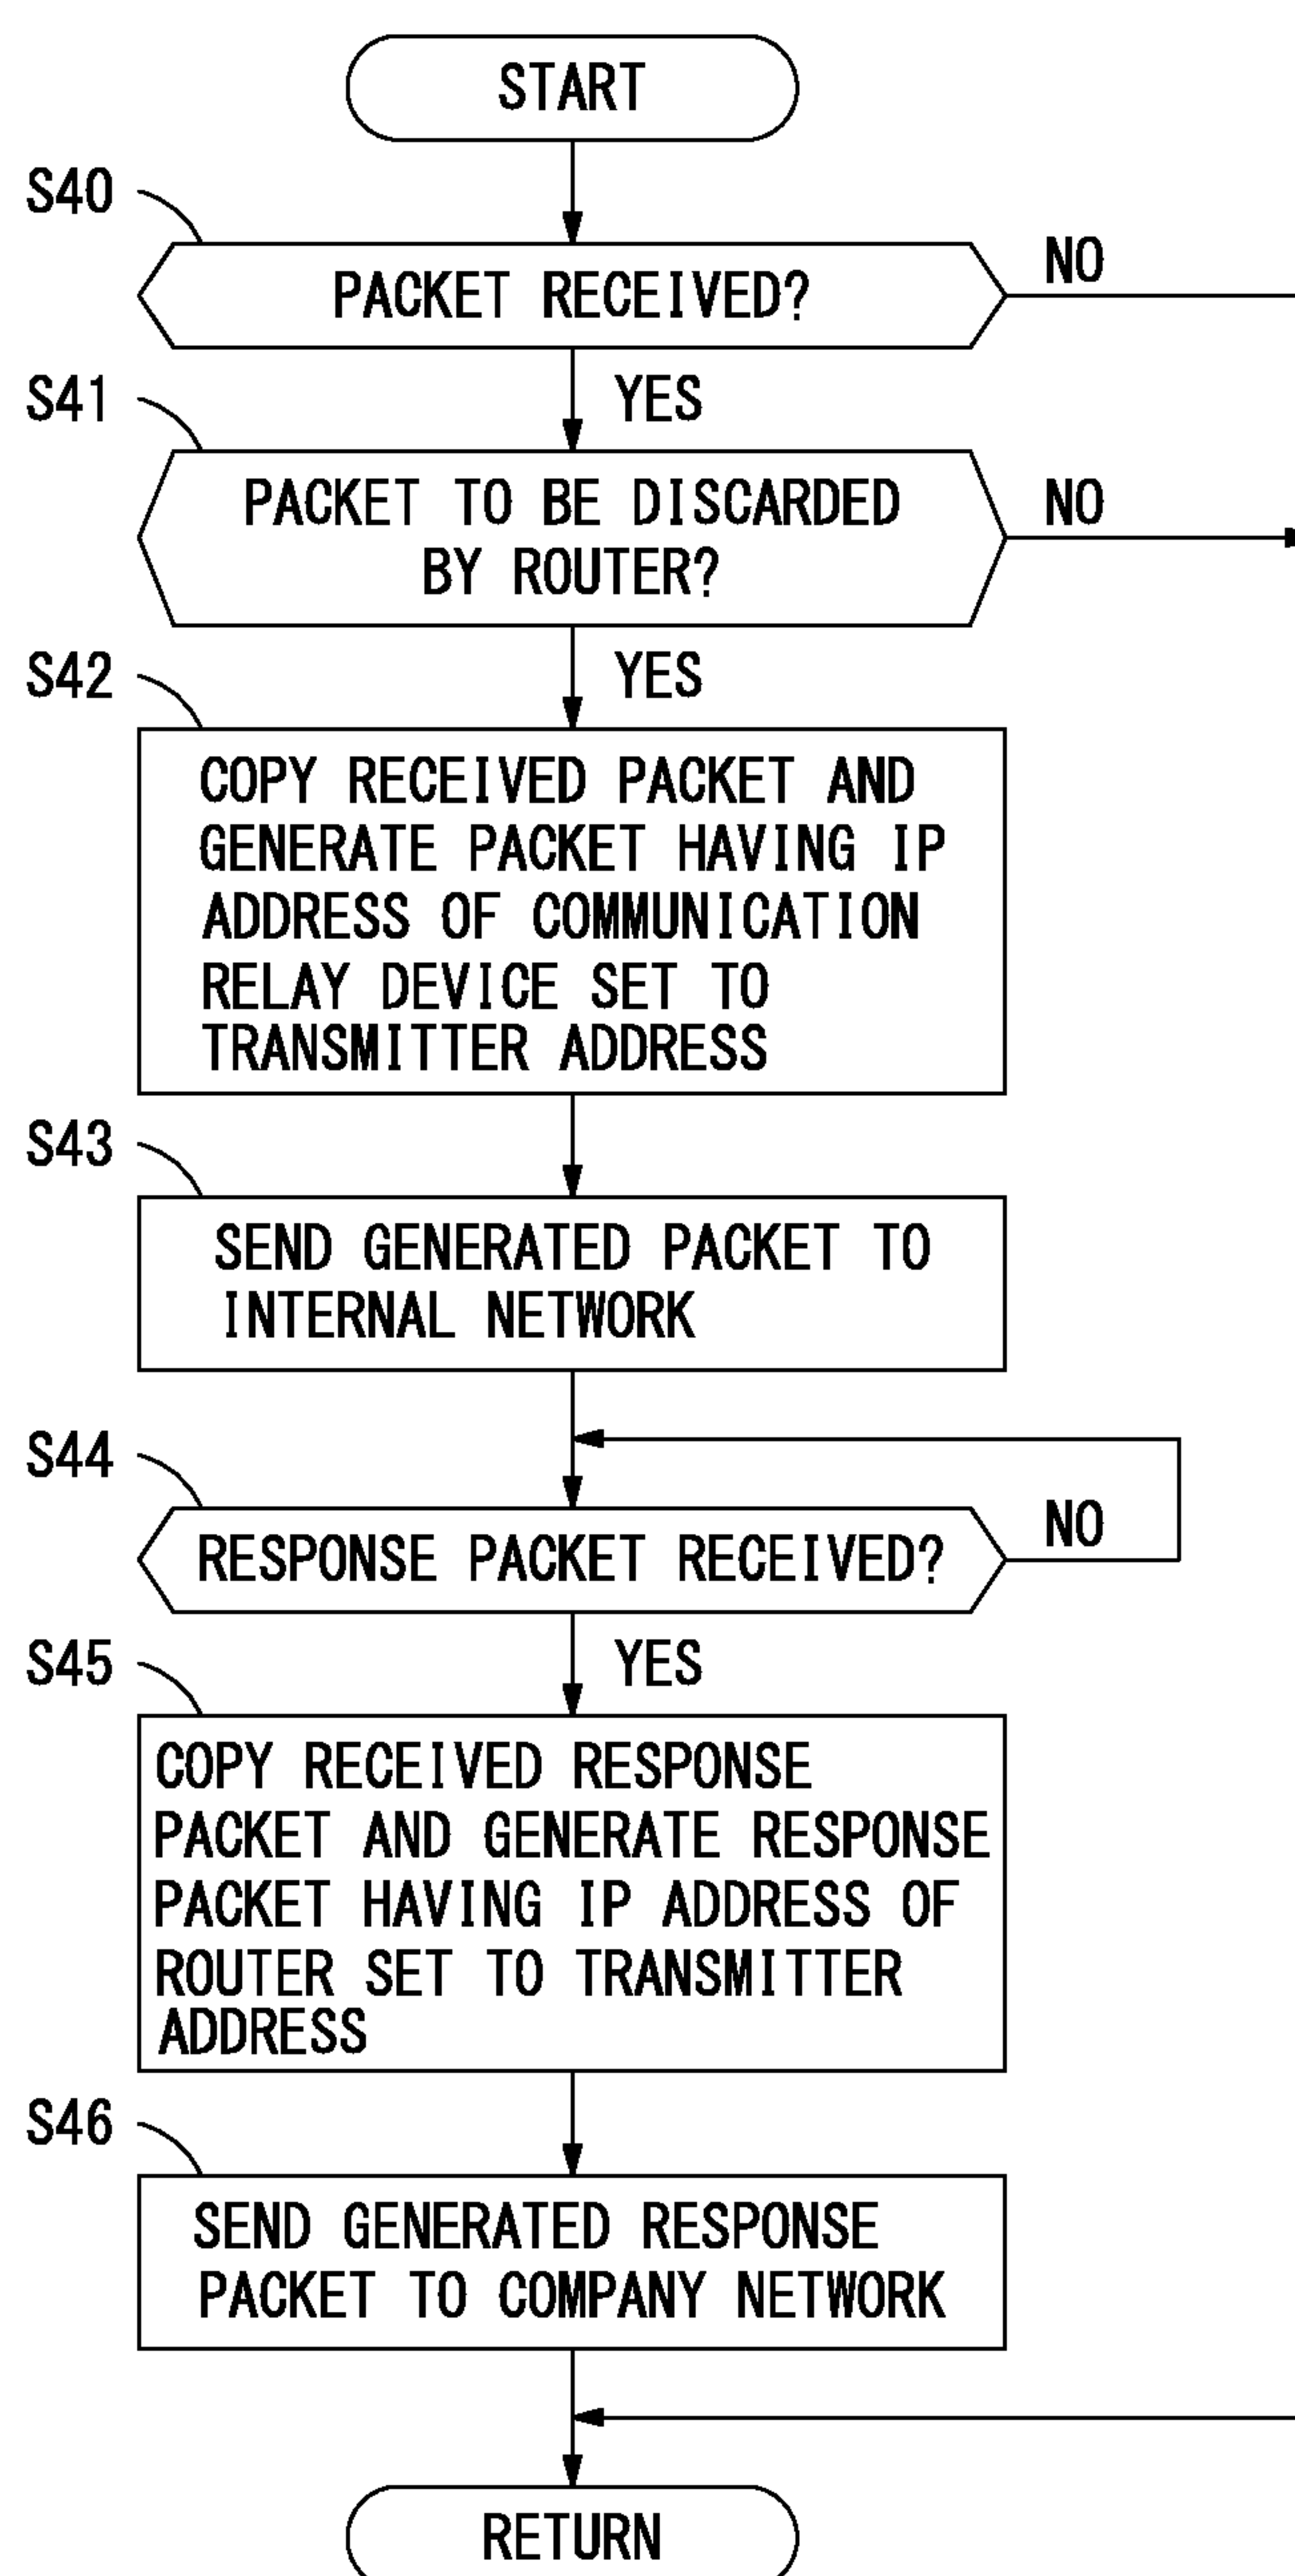 START
S40
PACKET RECEIVED?
NO
YES
S41
PACKET TO BE DISCARDED
BY ROUTER?
NO
YES
S42
COPY RECEIVED PACKET AND
GENERATE PACKET HAVING IP
ADDRESS OF COMMUNICATION
RELAY DEVICE SET TO
TRANSMITTER ADDRESS
S43
SEND GENERATED PACKET TO
INTERNAL NETWORK
S44
RESPONSE PACKET RECEIVED?
NO
YES
S45
COPY RECEIVED RESPONSE
PACKET AND GENERATE RESPONSE
PACKET HAVING IP ADDRESS OF
ROUTER SET TO TRANSMITTER
ADDRESS
S46
SEND GENERATED RESPONSE
PACKET TO COMPANY NETWORK
RETURN